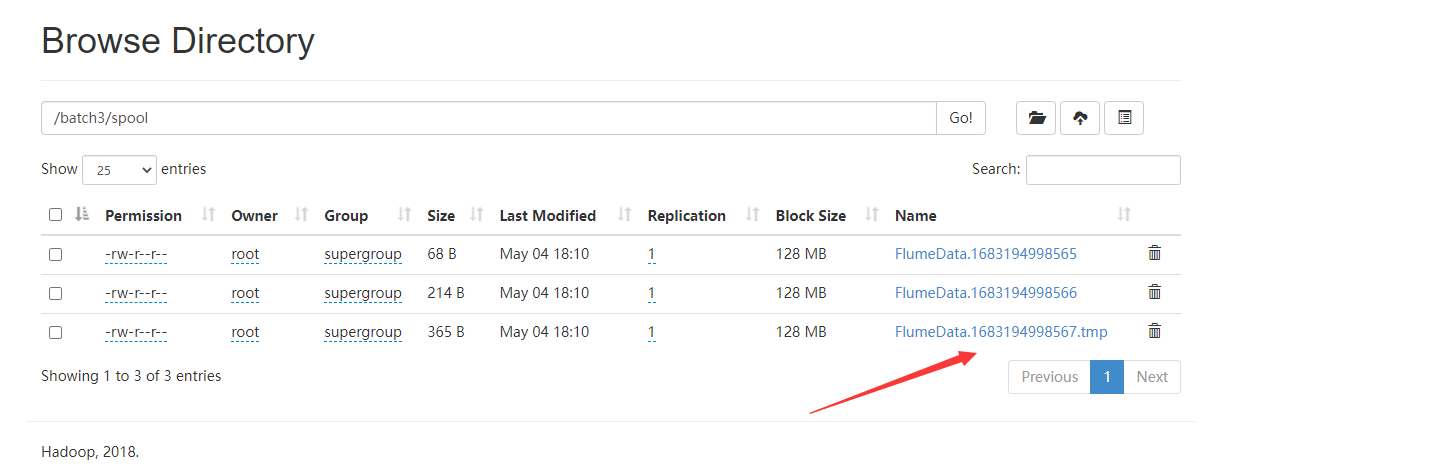 Browse Directory
/batch3/spool Go!
Show 25 entries Search:
Permission Owner Group Size Last Modified Replication Block Size Name
-rw-r--r-- root supergroup 68 B May 04 18:10 1 128 MB FlumeData.1683194998565
-rw-r--r-- root supergroup 214 B May 04 18:10 1 128 MB FlumeData.1683194998566
-rw-r--r-- root supergroup 365 B May 04 18:10 1 128 MB FlumeData.1683194998567.tmp
Showing 1 to 3 of 3 entries Previous 1 Next
Hadoop, 2018.